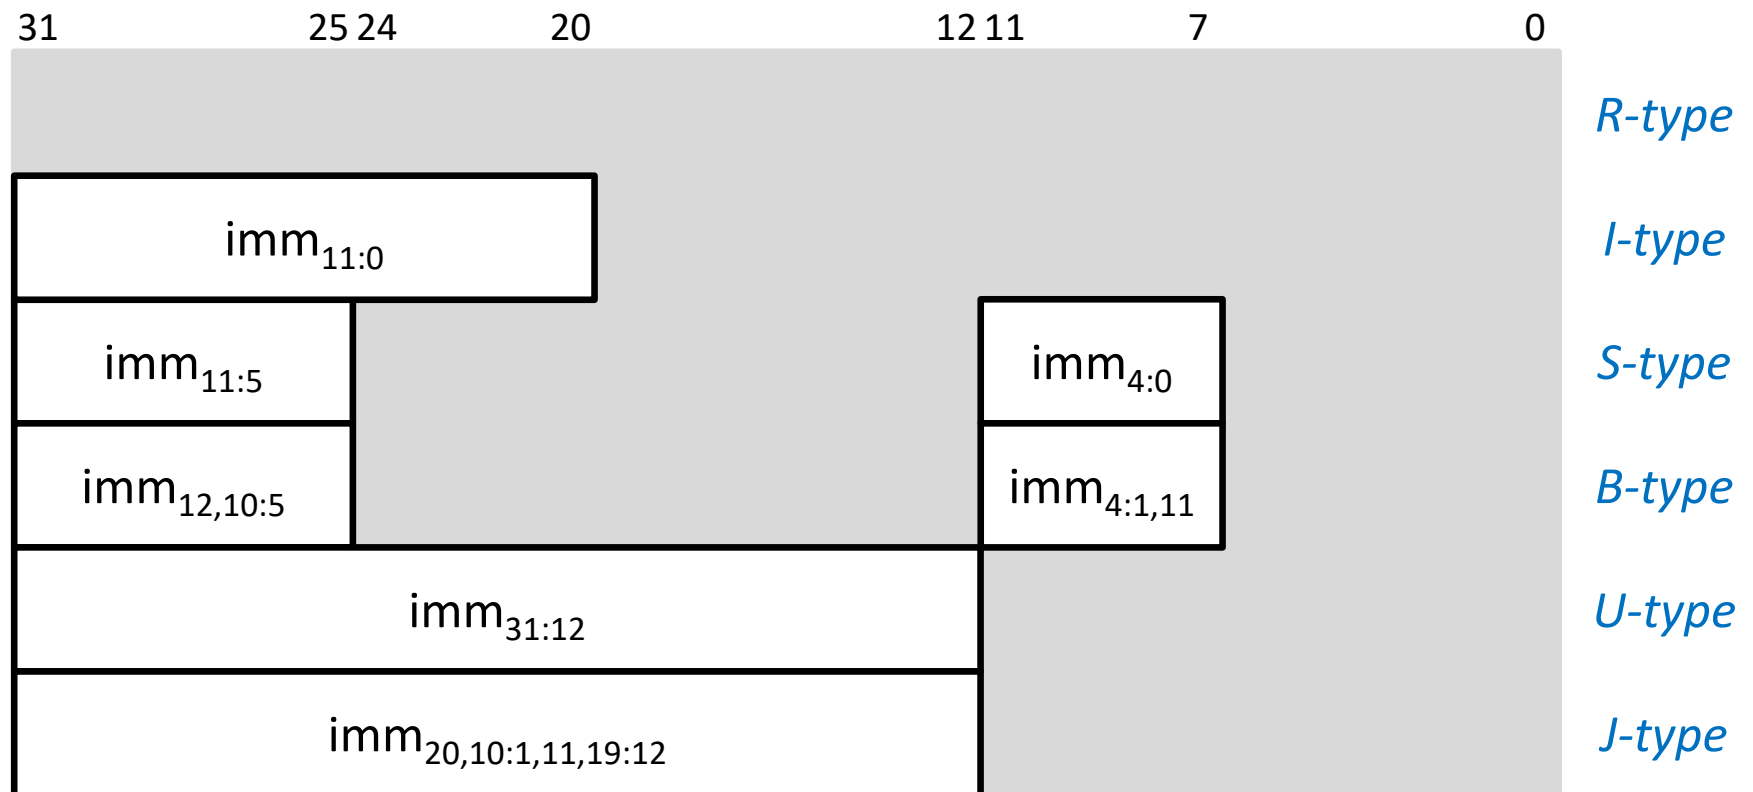 31 25 24 20 12 11 7 0
R-type
imm11:0 I-type
imm11:5 imm4:0 S-type
imm12,10:5 imm4:1,11 B-type
imm31:12 U-type
imm20,10:1,11,19:12 J-type